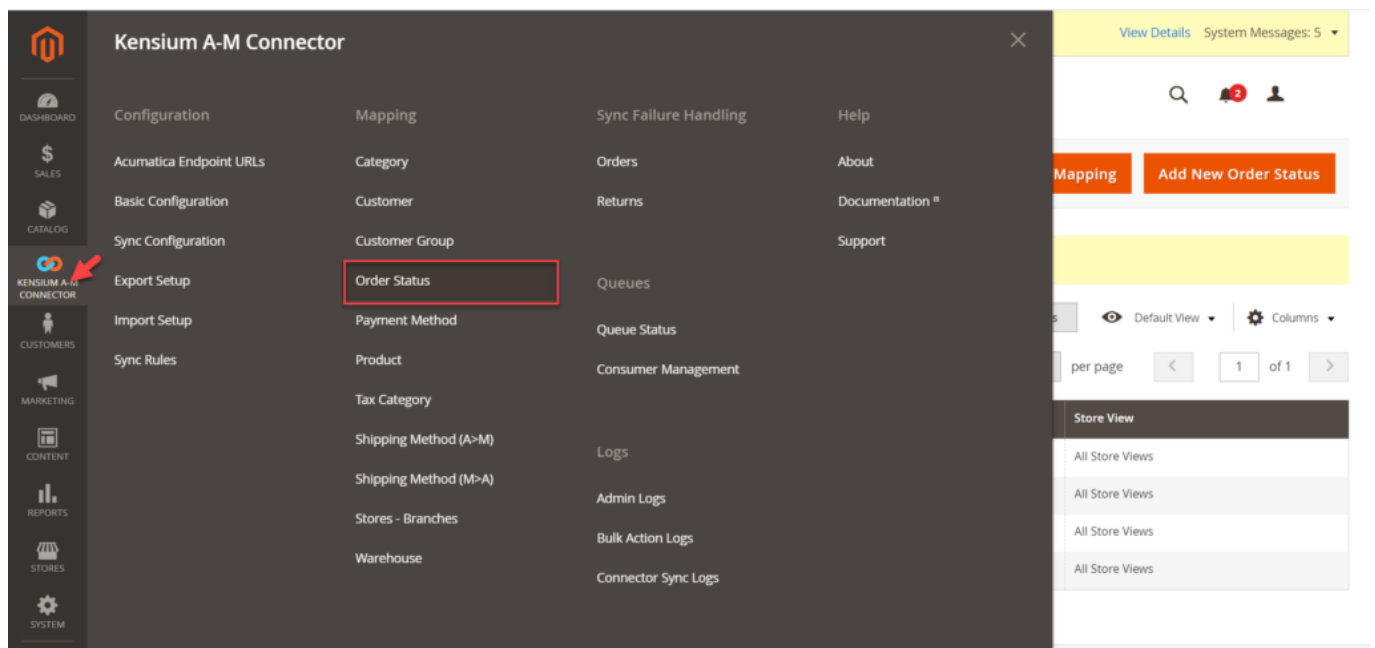 Kensium A-M Connector
View Details System Messages: 5
2
DASHBOARD
SALES
CATALOG
KENSIUM A-M
CONNECTOR
CUSTOMERS
MARKETING
CONTENT
REPORTS
STORES
SYSTEM
Configuration
Acumatica Endpoint URLs
Basic Configuration
Sync Configuration
Export Setup
Import Setup
Sync Rules
Mapping
Category
Customer
Customer Group
Order Status
Payment Method
Product
Tax Category
Shipping Method (A>M)
Shipping Method (M>A)
Stores - Branches
Warehouse
Sync Failure Handling
Orders
Returns
Queues
Queue Status
Consumer Management
Logs
Admin Logs
Bulk Action Logs
Connector Sync Logs
Help
About
Documentation
Support
Mapping Add New Order Status
s Default View Columns
per page 1 of 1
Store View
All Store Views
All Store Views
All Store Views
All Store Views